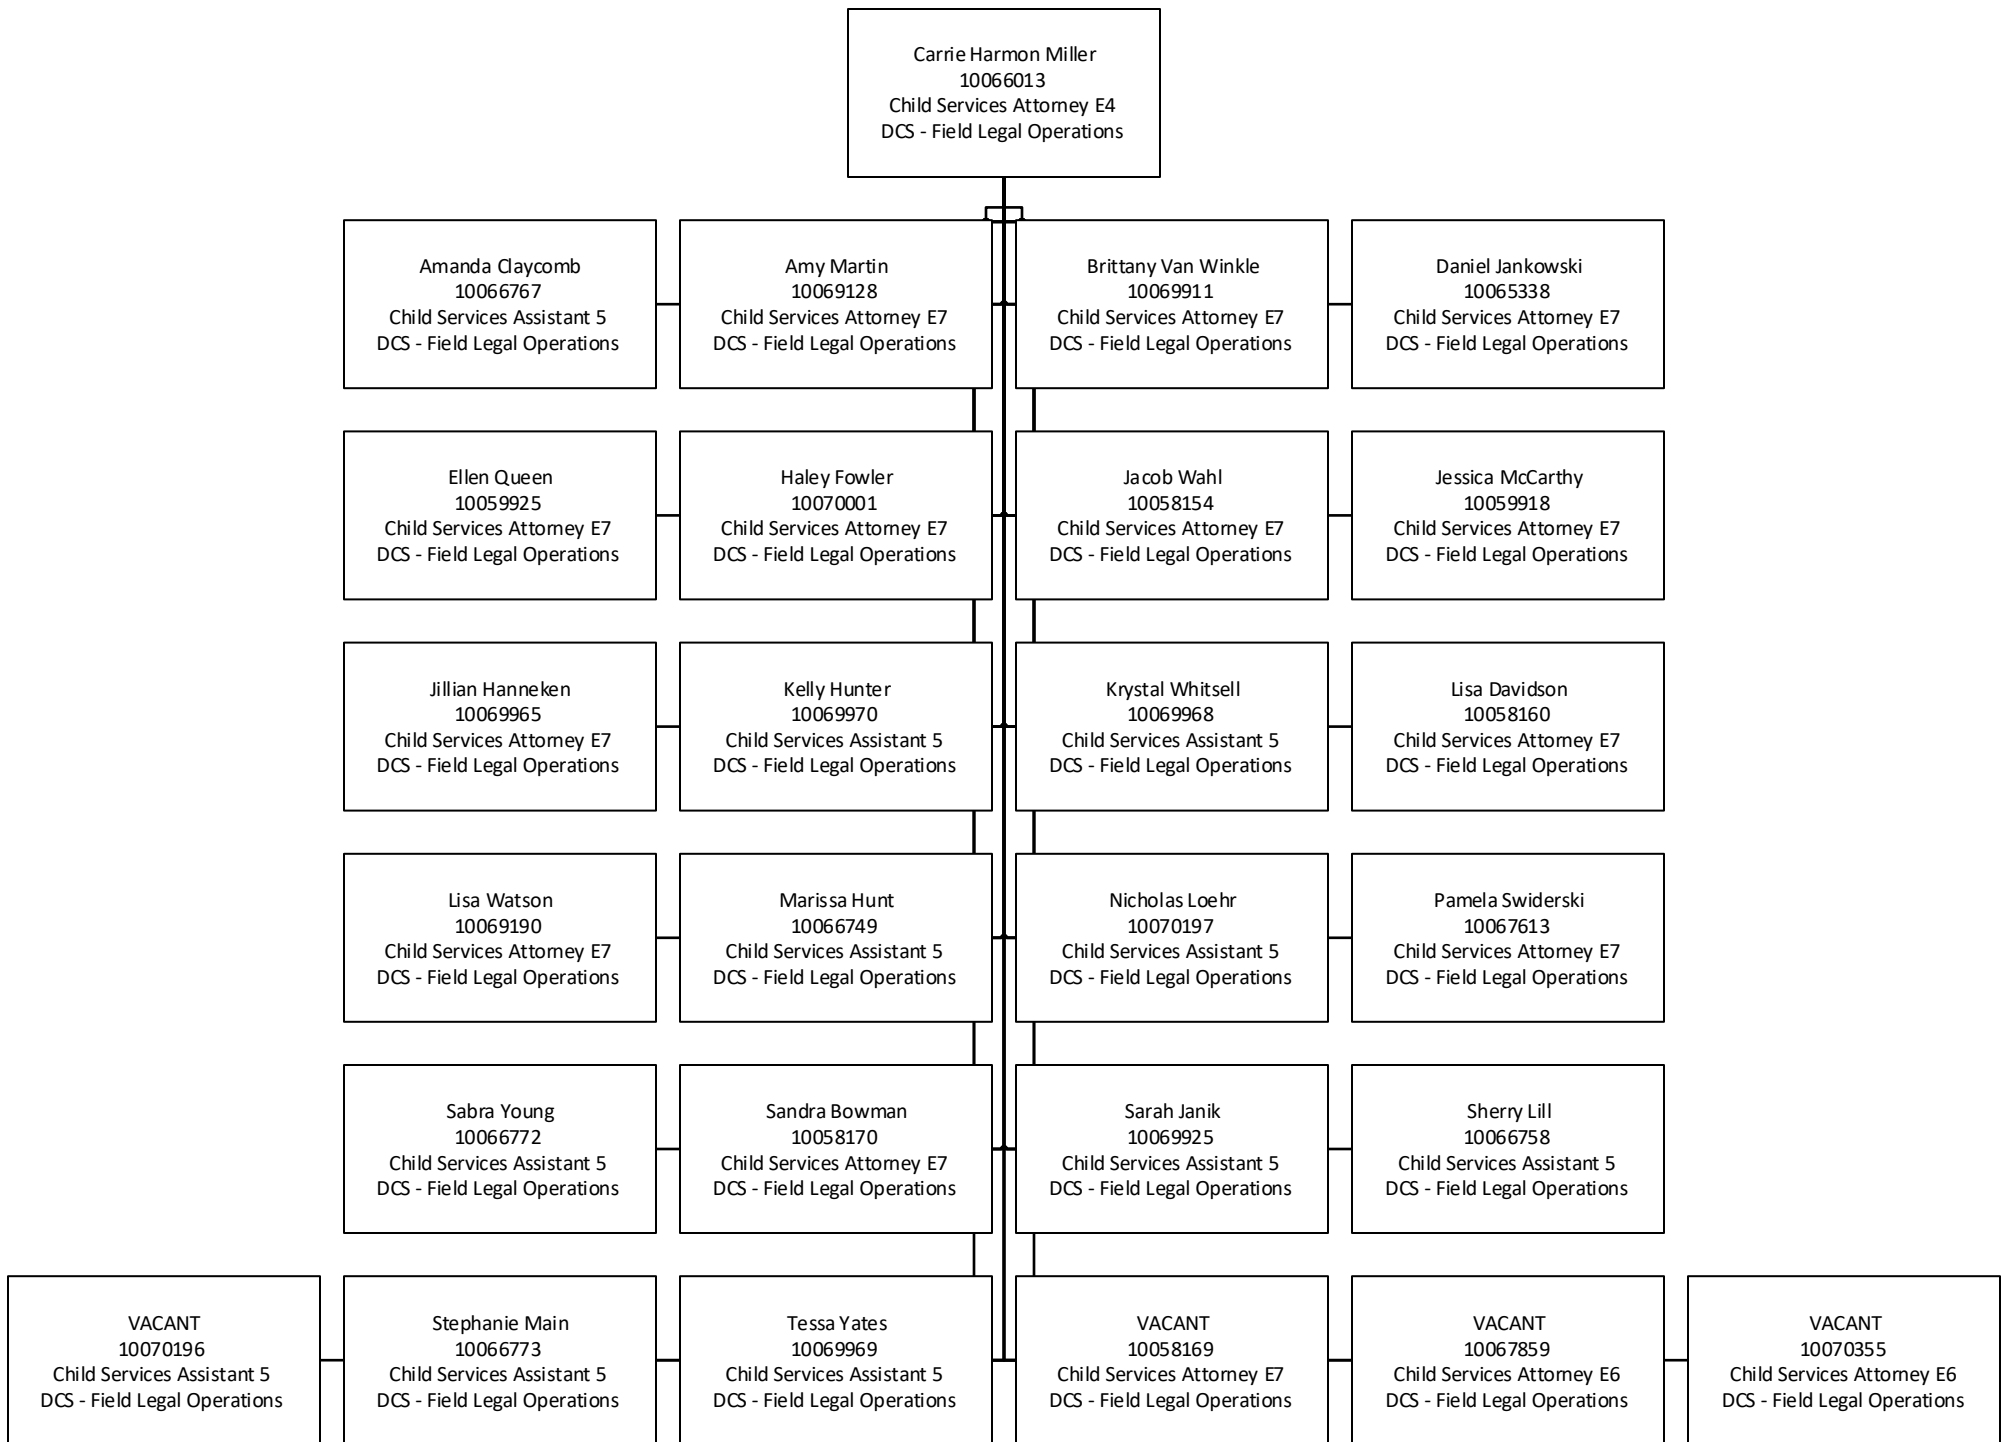 Carrie Harmon Miller
10066013
Child Services Attorney E4
DCS - Field Legal Operations
Amanda Claycomb
10066767
Child Services Assistant 5
DCS - Field Legal Operations
Amy Martin
10069128
Child Services Attorney E7
DCS - Field Legal Operations
Brittany Van Winkle
10069911
Child Services Attorney E7
DCS - Field Legal Operations
Daniel Jankowski
10065338
Child Services Attorney E7
DCS - Field Legal Operations
Ellen Queen
10059925
Child Services Attorney E7
DCS - Field Legal Operations
Haley Fowler
10070001
Child Services Attorney E7
DCS - Field Legal Operations
Jacob Wahl
10058154
Child Services Attorney E7
DCS - Field Legal Operations
Jessica McCarthy
10059918
Child Services Attorney E7
DCS - Field Legal Operations
Jillian Hanneken
10069965
Child Services Attorney E7
DCS - Field Legal Operations
Kelly Hunter
10069970
Child Services Assistant 5
DCS - Field Legal Operations
Krystal Whitsell
10069968
Child Services Assistant 5
DCS - Field Legal Operations
Lisa Davidson
10058160
Child Services Attorney E7
DCS - Field Legal Operations
Lisa Watson
10069190
Child Services Attorney E7
DCS - Field Legal Operations
Marissa Hunt
10066749
Child Services Assistant 5
DCS - Field Legal Operations
Nicholas Loehr
10070197
Child Services Assistant 5
DCS - Field Legal Operations
Pamela Swiderski
10067613
Child Services Attorney E7
DCS - Field Legal Operations
Sabra Young
10066772
Child Services Assistant 5
DCS - Field Legal Operations
Sandra Bowman
10058170
Child Services Attorney E7
DCS - Field Legal Operations
Sarah Janik
10069925
Child Services Assistant 5
DCS - Field Legal Operations
Sherry Lill
10066758
Child Services Assistant 5
DCS - Field Legal Operations
VACANT
10070196
Child Services Assistant 5
DCS - Field Legal Operations
Stephanie Main
10066773
Child Services Assistant 5
DCS - Field Legal Operations
Tessa Yates
10069969
Child Services Assistant 5
DCS - Field Legal Operations
VACANT
10058169
Child Services Attorney E7
DCS - Field Legal Operations
VACANT
10067859
Child Services Attorney E6
DCS - Field Legal Operations
VACANT
10070355
Child Services Attorney E6
DCS - Field Legal Operations